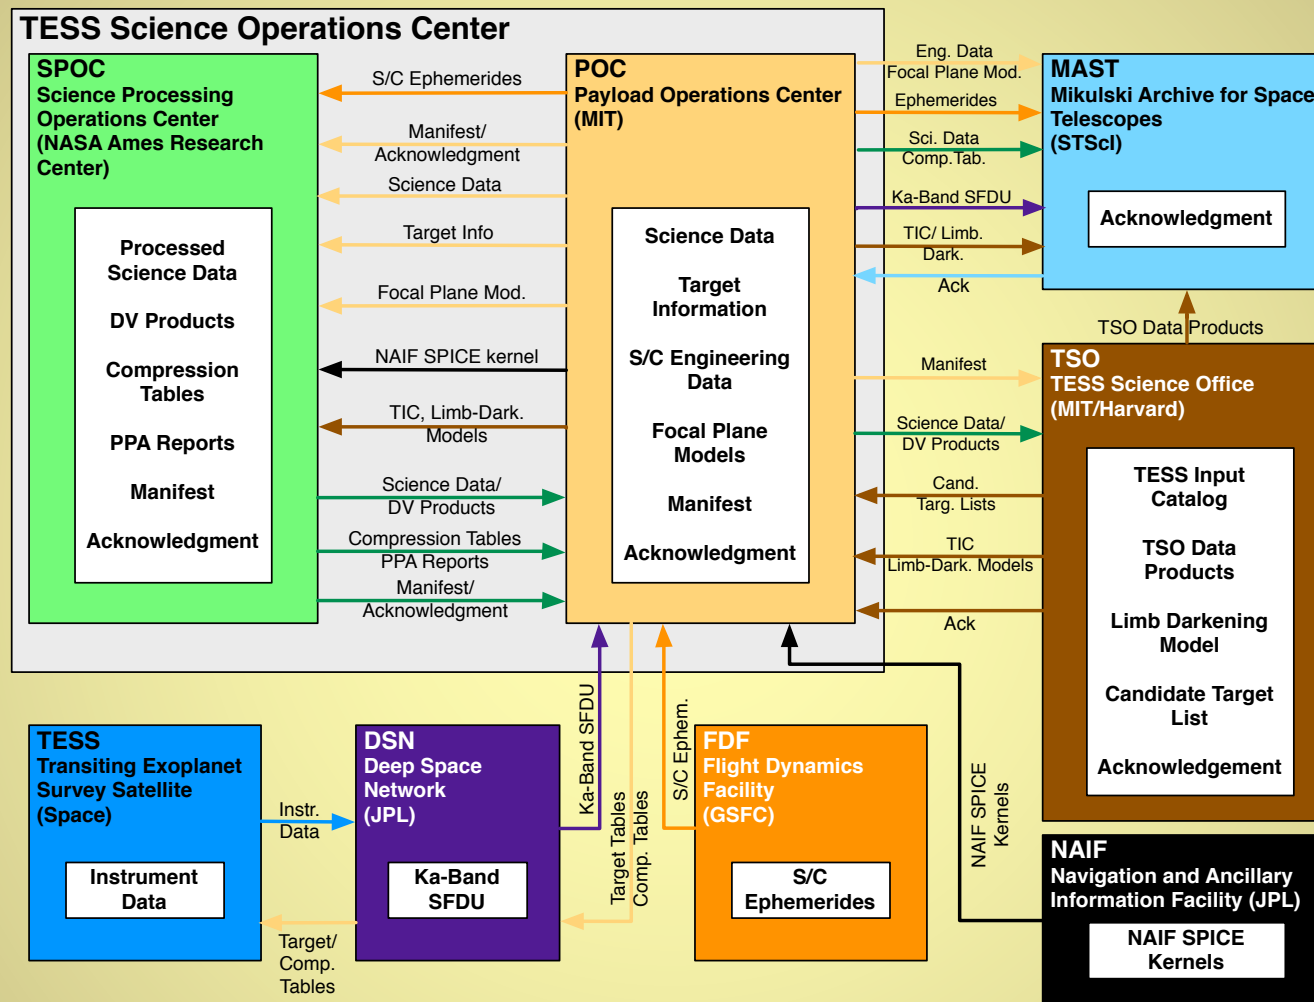 TESS Science Operations Center
SPOC
Science Processing
Operations Center
(NASA Ames Research
Center)
Processed
Science Data
DV Products
Compression
Tables
PPA Reports
Manifest
Acknowledgment
S/C Ephemerides
Manifest/
Acknowledgment
Science Data
Target Info
Focal Plane Mod.
NAIF SPICE kernel
TIC, Limb-Dark.
Models
Science Data/
DV Products
Compression Tables
PPA Reports
Manifest/
Acknowledgment
POC
Payload Operations Center
(MIT)
Science Data
Target
Information
S/C Engineering
Data
Focal Plane
Models
Manifest
Acknowledgment
Eng. Data
Focal Plane Mod.
Ephemerides
Sci. Data
Comp.Tab.
Ka-Band SFDU
TIC/ Limb.
Dark.
Ack
MAST
Mikulski Archive for Space
Telescopes
(STScI)
Acknowledgment
TSO Data Products
Manifest
Science Data/
DV Products
Cand.
Targ. Lists
TIC
Limb-Dark. Models
Ack
TSO
TESS Science Office
(MIT/Harvard)
TESS Input
Catalog
TSO Data
Products
Limb Darkening
Model
Candidate Target
List
Acknowledgement
TESS
Transiting Exoplanet
Survey Satellite
(Space)
Instrument
Data
Instr.
Data
Target/
Comp.
Tables
DSN
Deep Space
Network
(JPL)
Ka-Band
SFDU
Ka-Band SFDU
Target Tables
Comp. Tables
S/C Ephem.
FDF
Flight Dynamics
Facility
(GSFC)
S/C
Ephemerides
NAIF SPICE
Kernels
NAIF
Navigation and Ancillary
Information Facility (JPL)
NAIF SPICE
Kernels